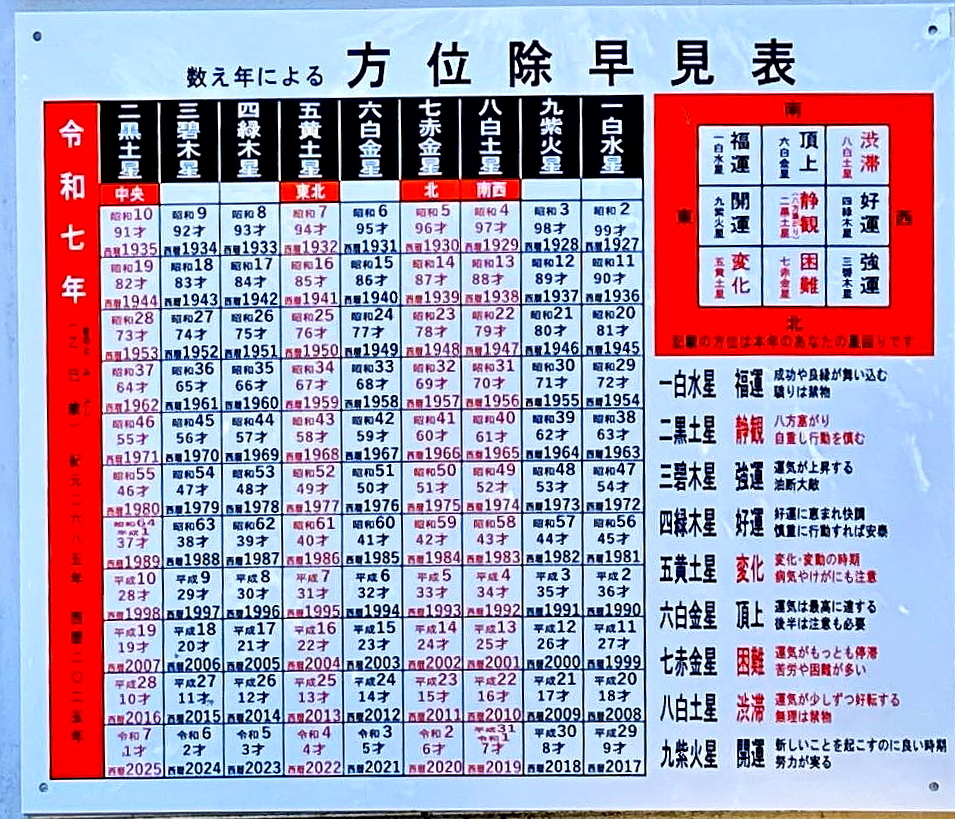 数え年による 方位除早見表
令和七年
紀元二六八五年 西暦二〇二五年
二黒土星 三碧木星 四緑木星 五黄土星 六白金星 七赤金星 八白土星 九紫火星 一白水星
中央 東北 北 南西
昭和10 昭和9 昭和8 昭和7 昭和6 昭和5 昭和4 昭和3 昭和2
91才 92才 93才 94才 95才 96才 97才 98才 99才
西暦1935 西暦1934 西暦1933 西暦1932 西暦1931 西暦1930 西暦1929 西暦1928 西暦1927
昭和19 昭和18 昭和17 昭和16 昭和15 昭和14 昭和13 昭和12 昭和11
82才 83才 84才 85才 86才 87才 88才 89才 90才
西暦1944 西暦1943 西暦1942 西暦1941 西暦1940 西暦1939 西暦1938 西暦1937 西暦1936
昭和28 昭和27 昭和26 昭和25 昭和24 昭和23 昭和22 昭和21 昭和20
73才 74才 75才 76才 77才 78才 79才 80才 81才
西暦1953 西暦1952 西暦1951 西暦1950 西暦1949 西暦1948 西暦1947 西暦1946 西暦1945
昭和37 昭和36 昭和35 昭和34 昭和33 昭和32 昭和31 昭和30 昭和29
64才 65才 66才 67才 68才 69才 70才 71才 72才
西暦1962 西暦1961 西暦1960 西暦1959 西暦1958 西暦1957 西暦1956 西暦1955 西暦1954
昭和46 昭和45 昭和44 昭和43 昭和42 昭和41 昭和40 昭和39 昭和38
55才 56才 57才 58才 59才 60才 61才 62才 63才
西暦1971 西暦1970 西暦1969 西暦1968 西暦1967 西暦1966 西暦1965 西暦1964 西暦1963
昭和55 昭和54 昭和53 昭和52 昭和51 昭和50 昭和49 昭和48 昭和47
46才 47才 48才 49才 50才 51才 52才 53才 54才
西暦1980 西暦1979 西暦1978 西暦1977 西暦1976 西暦1975 西暦1974 西暦1973 西暦1972
昭和64 平成1 昭和63 昭和62 昭和61 昭和60 昭和59 昭和58 昭和57 昭和56
37才 38才 39才 40才 41才 42才 43才 44才 45才
西暦1989 西暦1988 西暦1987 西暦1986 西暦1985 西暦1984 西暦1983 西暦1982 西暦1981
平成10 平成9 平成8 平成7 平成6 平成5 平成4 平成3 平成2
28才 29才 30才 31才 32才 33才 34才 35才 36才
西暦1998 西暦1997 西暦1996 西暦1995 西暦1994 西暦1993 西暦1992 西暦1991 西暦1990
平成19 平成18 平成17 平成16 平成15 平成14 平成13 平成12 平成11
19才 20才 21才 22才 23才 24才 25才 26才 27才
西暦2007 西暦2006 西暦2005 西暦2004 西暦2003 西暦2002 西暦2001 西暦2000 西暦1999
平成28 平成27 平成26 平成25 平成24 平成23 平成22 平成21 平成20
10才 11才 12才 13才 14才 15才 16才 17才 18才
西暦2016 西暦2015 西暦2014 西暦2013 西暦2012 西暦2011 西暦2010 西暦2009 西暦2008
令和7 令和6 令和5 令和4 令和3 令和2 平成31 令和1 平成30 平成29
1才 2才 3才 4才 5才 6才 7才 8才 9才
西暦2025 西暦2024 西暦2023 西暦2022 西暦2021 西暦2020 西暦2019 西暦2018 西暦2017
南
福運 一白水星 頂上 六白金星 渋滞 八白土星
東 開運 九紫火星 静観 (八方塞がり) 二黒土星 好運 四緑木星 西
変化 五黄土星 困難 七赤金星 強運 三碧木星
北
記載の方位は本年のあなたの星回りです
一白水星 福運 成功や良縁が舞い込む
驕りは禁物
二黒土星 静観 八方塞がり
自重し行動を慎む
三碧木星 強運 運気が上昇する
油断大敵
四緑木星 好運 好運に恵まれ快調
慎重に行動すれば安泰
五黄土星 変化 変化・変動の時期
病気やけがにも注意
六白金星 頂上 運気は最高に達する
後半は注意も必要
七赤金星 困難 運気がもっとも停滞
苦労や困難が多い
八白土星 渋滞 運気が少しずつ好転する
無理は禁物
九紫火星 開運 新しいことを起こすのに良い時期
努力が実る